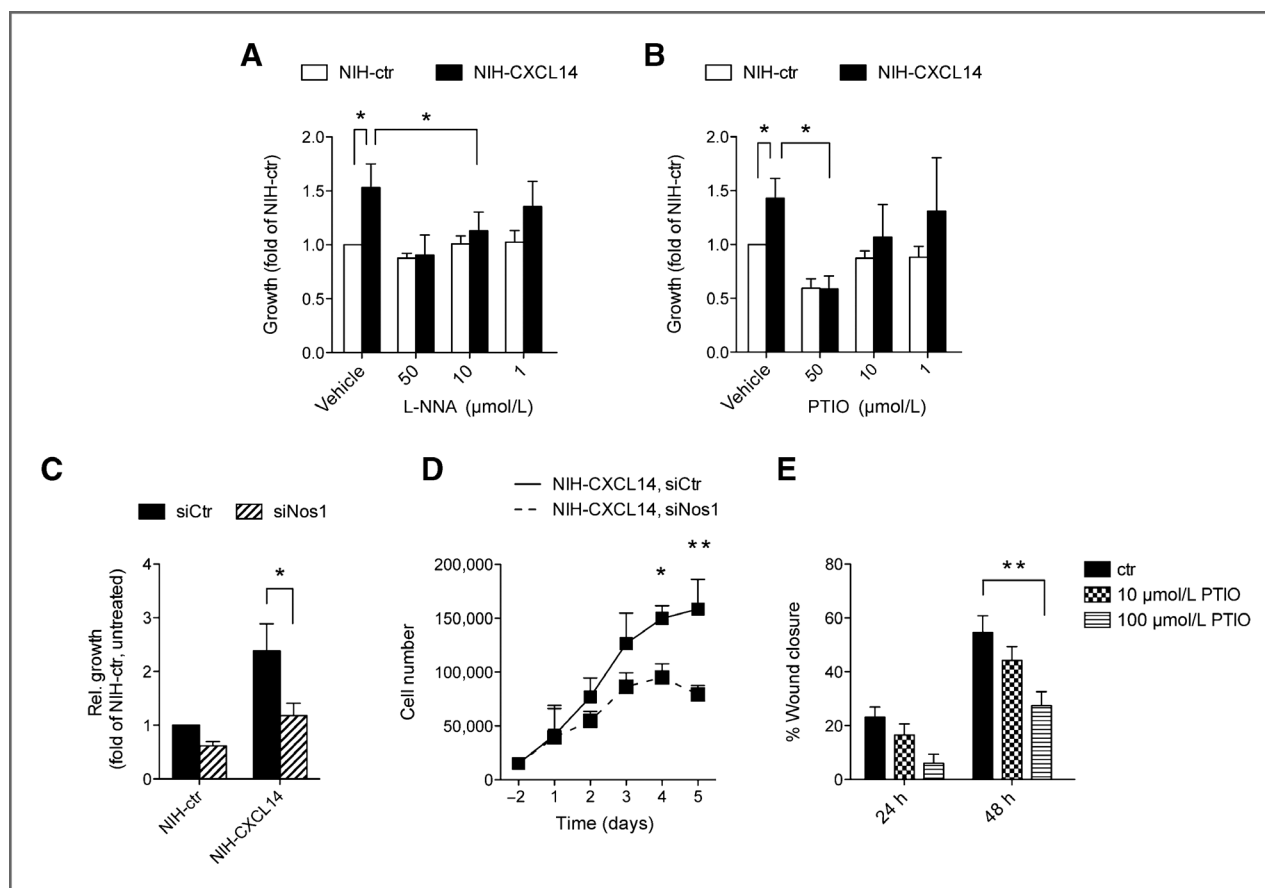 A
NIH-ctr NIH-CXCL14
* *
Growth (fold of NIH-ctr)
2.0
1.5
1.0
0.5
0.0
Vehicle 50 10 1
L-NNA (µmol/L)
B
NIH-ctr NIH-CXCL14
* *
Growth (fold of NIH-ctr)
2.0
1.5
1.0
0.5
0.0
Vehicle 50 10 1
PTIO (µmol/L)
C
siCtr siNos1
*
Rel. growth
(fold of NIH-ctr, untreated)
4
3
2
1
0
NIH-ctr NIH-CXCL14
D
NIH-CXCL14, siCtr
NIH-CXCL14, siNos1
* **
Cell number
200,000
150,000
100,000
50,000
0
–2 1 2 3 4 5
Time (days)
E
ctr
10 µmol/L PTIO
100 µmol/L PTIO
**
% Wound closure
80
60
40
20
0
24 h 48 h